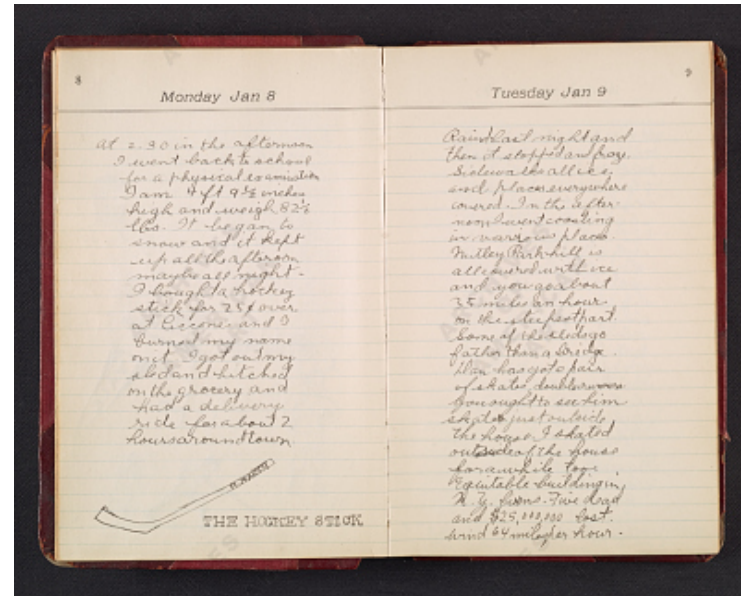 8
Monday Jan 8
At 2.30 in the afternoon
I went back to school
for a physical examination
I am 4 ft 9½ inches
high and weigh 82½
lbs. It began to
snow and it kept
up all the afternoon
maybe all night.
I bought a hockey
stick for 25¢ over
at Ciccone and I
burned my name
on it. I got out my
sled and hitched
on the grocery and
had a delivery
ride for about 2
hours around town.
THE HOCKEY STICK
9
Tuesday Jan 9
Rained last night and
then it stopped and froze.
Sidewalks all ice
and places everywhere
covered. In the after-
noon I went coasting
in various places.
Nutley Park hill is
all covered with ice
and you go about
35 miles an hour
on the steepest part.
Some of the sleds go
father than a bridge.
has got a pair
of skates double
You ought to see him
skate just outside
the house. I skated
outside of the house
for a while too.
Equitable building in
N. Y. burns. Five dead
and $25,000,000 lost.
wind 64 miles per hour.